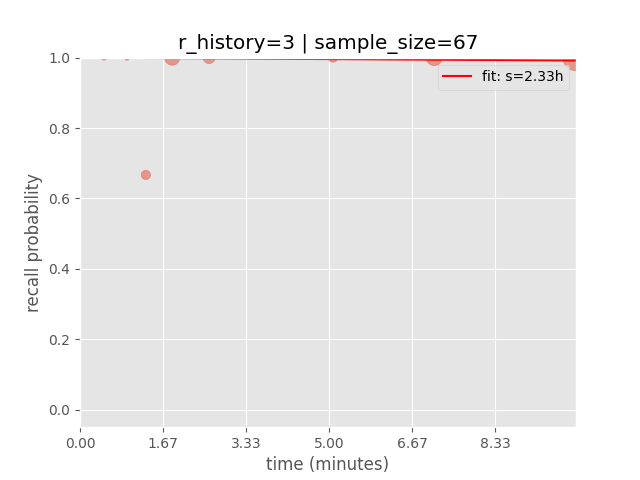 r_history=3 | sample_size=67
fit: s=2.33h
recall probability
1.0
0.8
0.6
0.4
0.2
0.0
0.00 1.67 3.33 5.00 6.67 8.33
time (minutes)